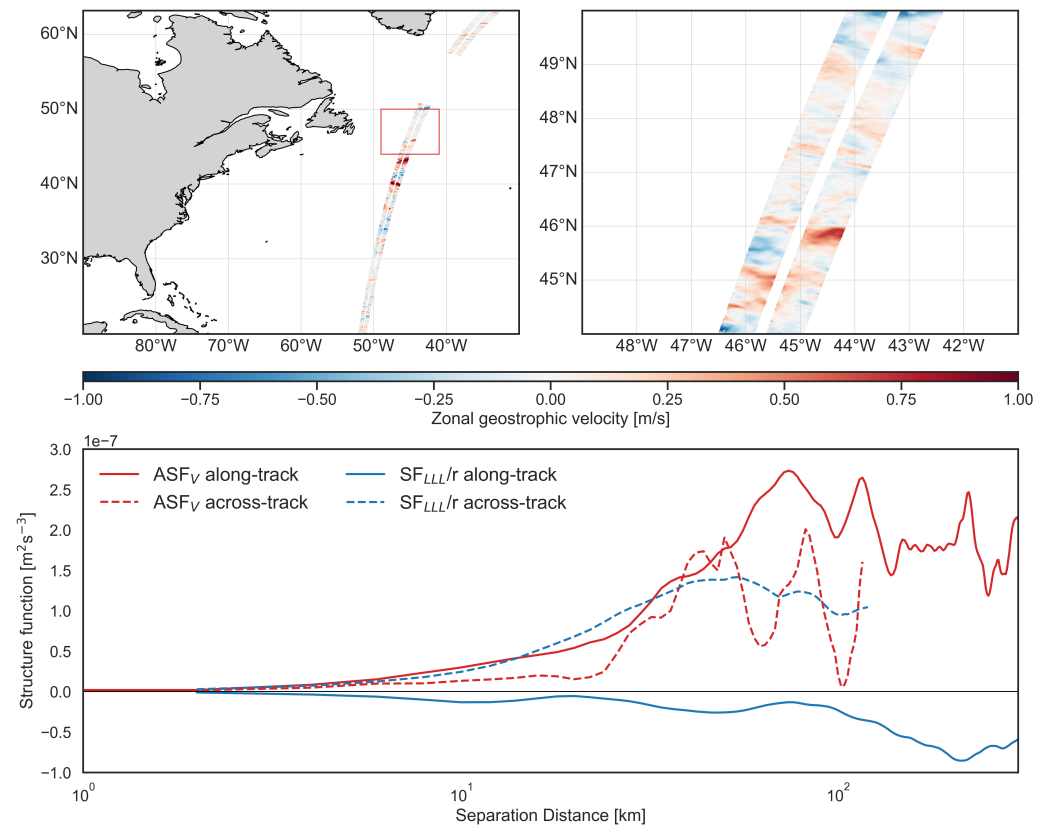 60°N
50°N
40°N
30°N
80°W 70°W 60°W 50°W 40°W
49°N
48°N
47°N
46°N
45°N
48°W 47°W 46°W 45°W 44°W 43°W 42°W
−1.00 −0.75 −0.50 −0.25 0.00 0.25 0.50 0.75 1.00
Zonal geostrophic velocity [m/s]
1e−7
Structure function [m²s⁻³]
3.0
2.5
2.0
1.5
1.0
0.5
0.0
−0.5
−1.0
ASF_V along-track
ASF_V across-track
SF_LLL/r along-track
SF_LLL/r across-track
10⁰ 10¹ 10²
Separation Distance [km]